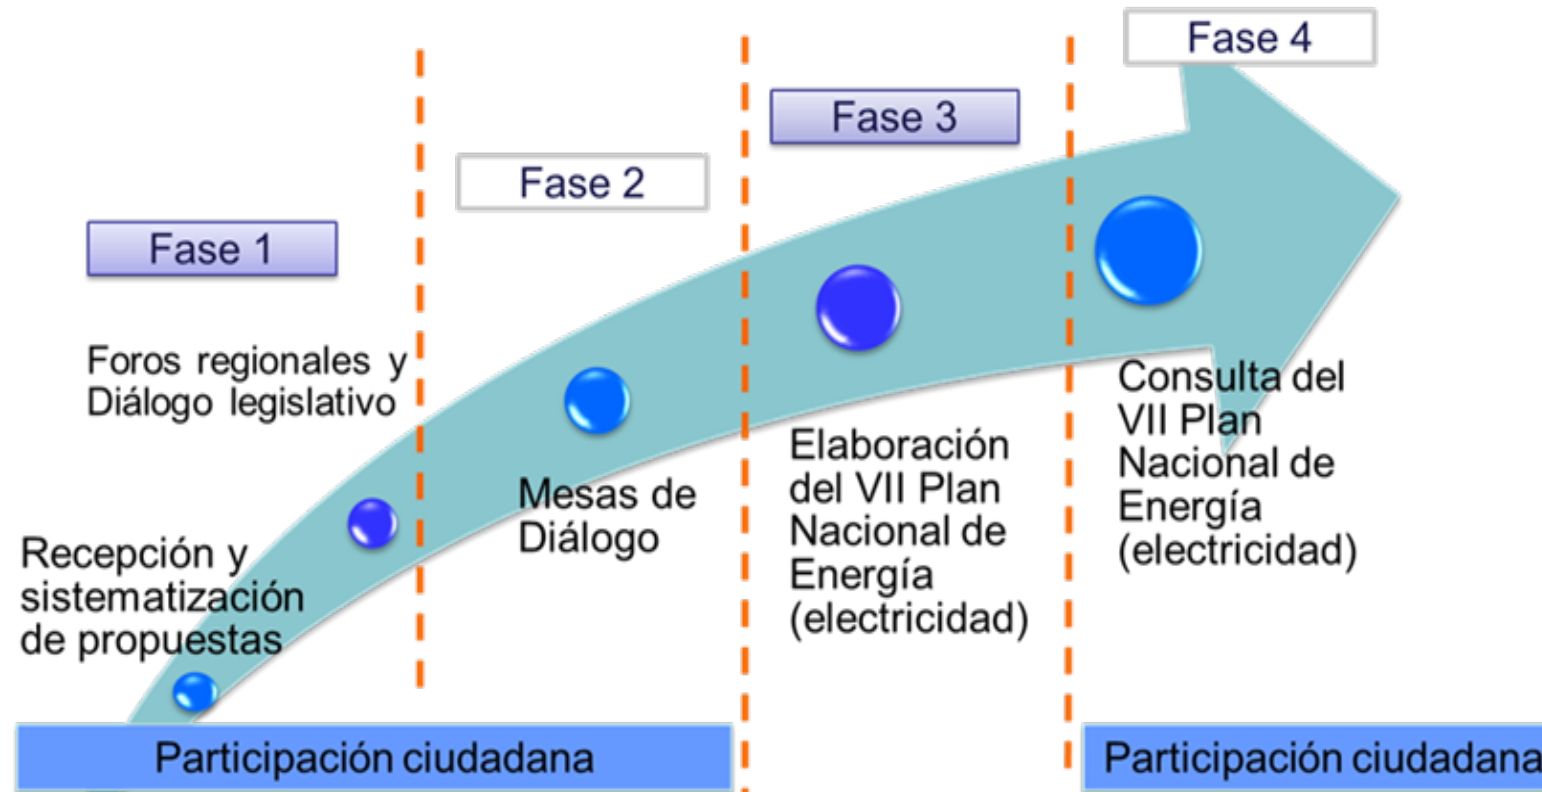 Fase 1
Foros regionales y
Diálogo legislativo
Recepción y
sistematización
de propuestas
Fase 2
Mesas de
Diálogo
Fase 3
Elaboración
del VII Plan
Nacional de
Energía
(electricidad)
Fase 4
Consulta del
VII Plan
Nacional de
Energía
(electricidad)
Participación ciudadana
Participación ciudadana